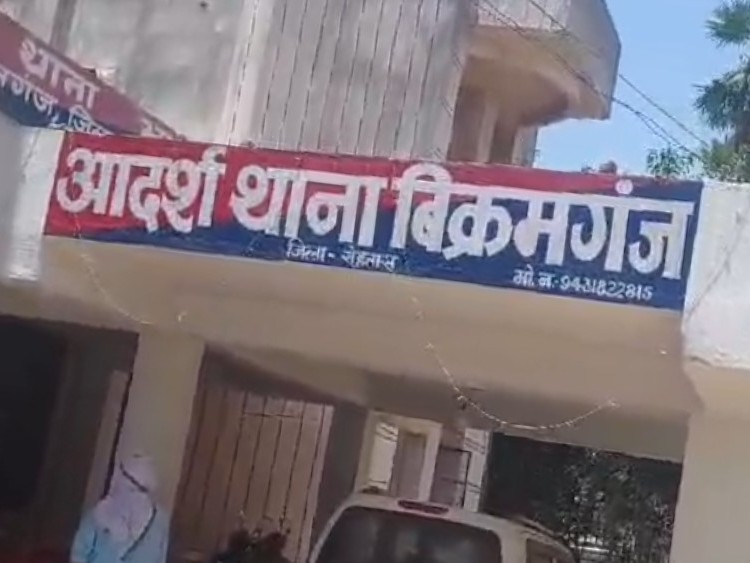 थाना
आदर्श थाना बिक्रमगंज
जिला - रोहतास
मो. न.- 9431822815